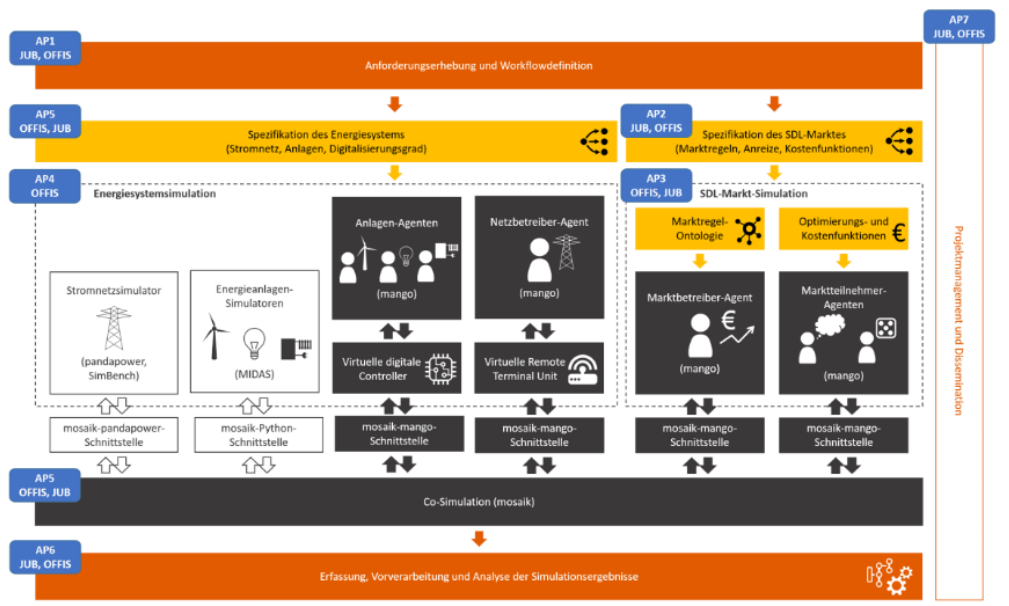 AP7
JUB, OFFIS
AP1
JUB, OFFIS
Anforderungserhebung und Workflowdefinition
AP5
OFFIS, JUB
Spezifikation des Energiesystems
(Stromnetz, Anlagen, Digitalisierungsgrad)
AP2
JUB, OFFIS
Spezifikation des SDL-Marktes
(Marktregeln, Anreize, Kostenfunktionen)
AP4
OFFIS
Energiesystemsimulation
AP3
OFFIS, JUB
SDL-Markt-Simulation
Stromnetzsimulator
(pandapower,
SimBench)
Energieanlagen-
Simulatoren
(MIDAS)
Anlagen-Agenten
(mango)
Netzbetreiber-Agent
(mango)
Virtuelle digitale
Controller
Virtuelle Remote
Terminal Unit
Marktregel-
Ontologie
Optimierungs- und
Kostenfunktionen
€
Marktbetreiber-Agent
€
(mango)
Marktteilnehmer-
Agenten
(mango)
mosaik-pandapower-
Schnittstelle
mosaik-Python-
Schnittstelle
mosaik-mango-
Schnittstelle
mosaik-mango-
Schnittstelle
mosaik-mango-
Schnittstelle
mosaik-mango-
Schnittstelle
AP5
OFFIS, JUB
Co-Simulation (mosaik)
AP6
JUB, OFFIS
Erfassung, Vorverarbeitung und Analyse der Simulationsergebnisse
Projektmanagement und Dissemination